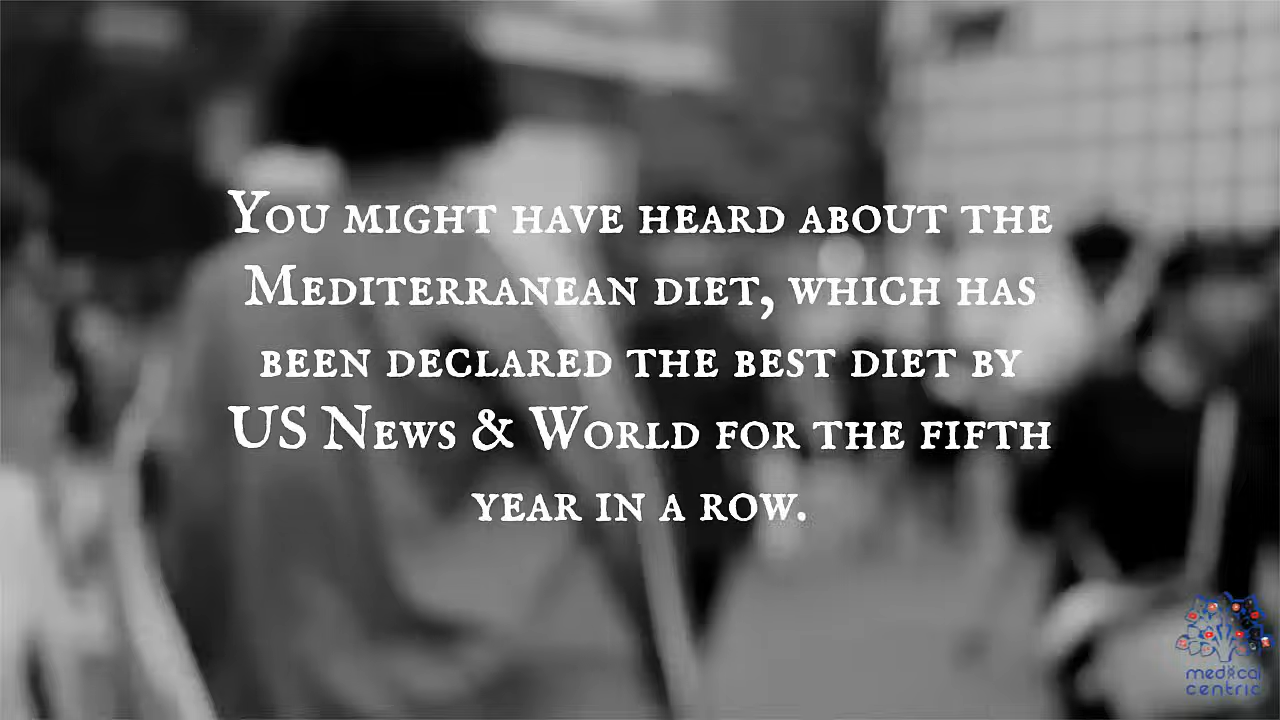 You might have heard about the
Mediterranean diet, which has
been declared the best diet by
US News & World for the fifth
year in a row.
medical
centric